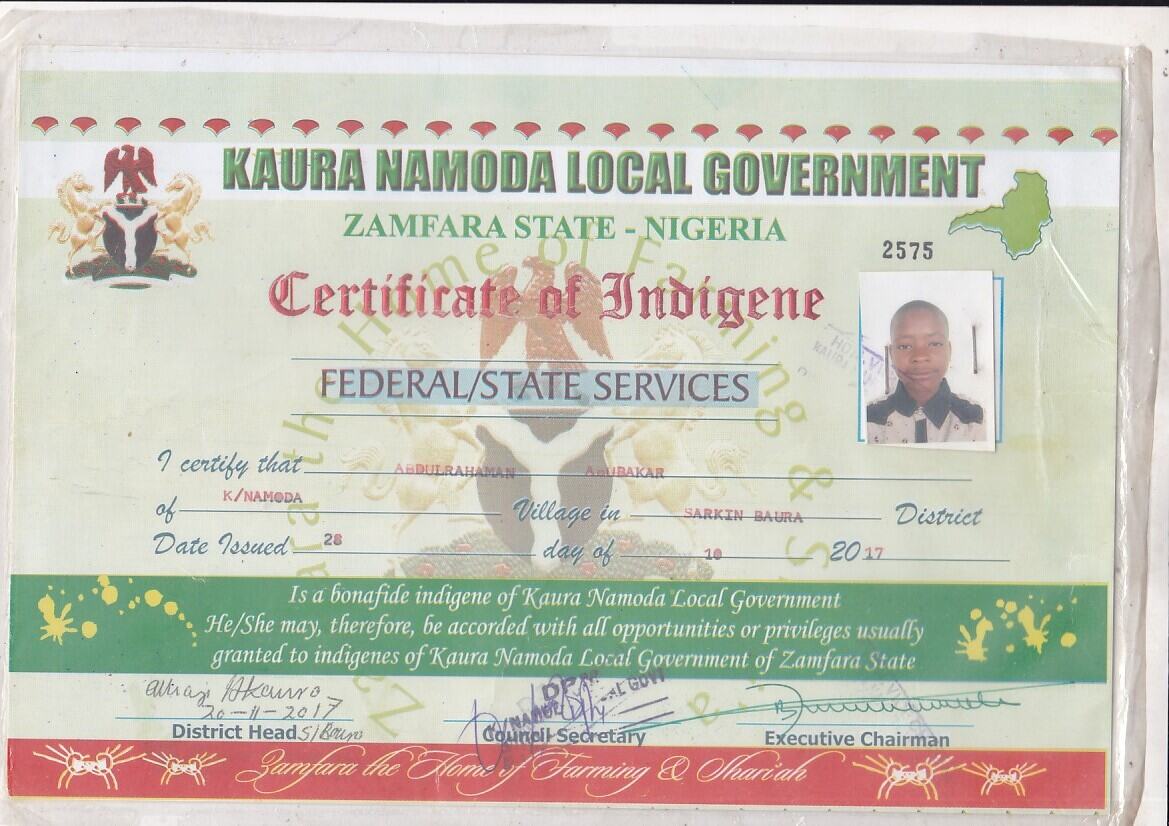 KAURA NAMODA LOCAL GOVERNMENT
ZAMFARA STATE - NIGERIA
2575
Certificate of Indigene
FEDERAL/STATE SERVICES
I certify that ABDULRAHAMAN ABUBAKAR
of K/NAMODA Village in SARKIN BAURA District
Date Issued 28 day of 10 2017
Is a bonafide indigene of Kaura Namoda Local Government
He/She may, therefore, be accorded with all opportunities or privileges usually
granted to indigenes of Kaura Namoda Local Government of Zamfara State
20-11-2017
District Head S/Baura
Council Secretary
Executive Chairman
Zamfara the Home of Farming & Shari'ah